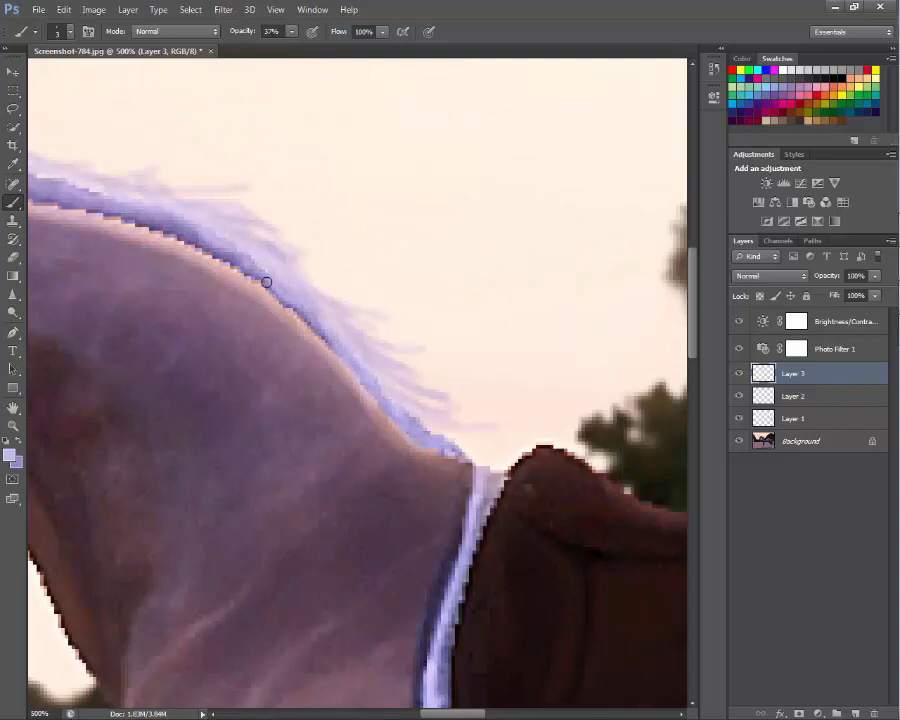 Ps File Edit Image Layer Type Select Filter 3D View Window Help
3 Mode: Normal Opacity: 37% Flow: 100% Essentials
Screenshot-784.jpg @ 500% (Layer 3, RGB/8) * ×
Color Swatches
Adjustments Styles
Add an adjustment
Layers Channels Paths
Kind
Normal Opacity: 100%
Lock: Fill: 100%
Brightness/Contra...
Photo Filter 1
Layer 3
Layer 2
Layer 1
Background
500% Doc: 1.83M/3.84M